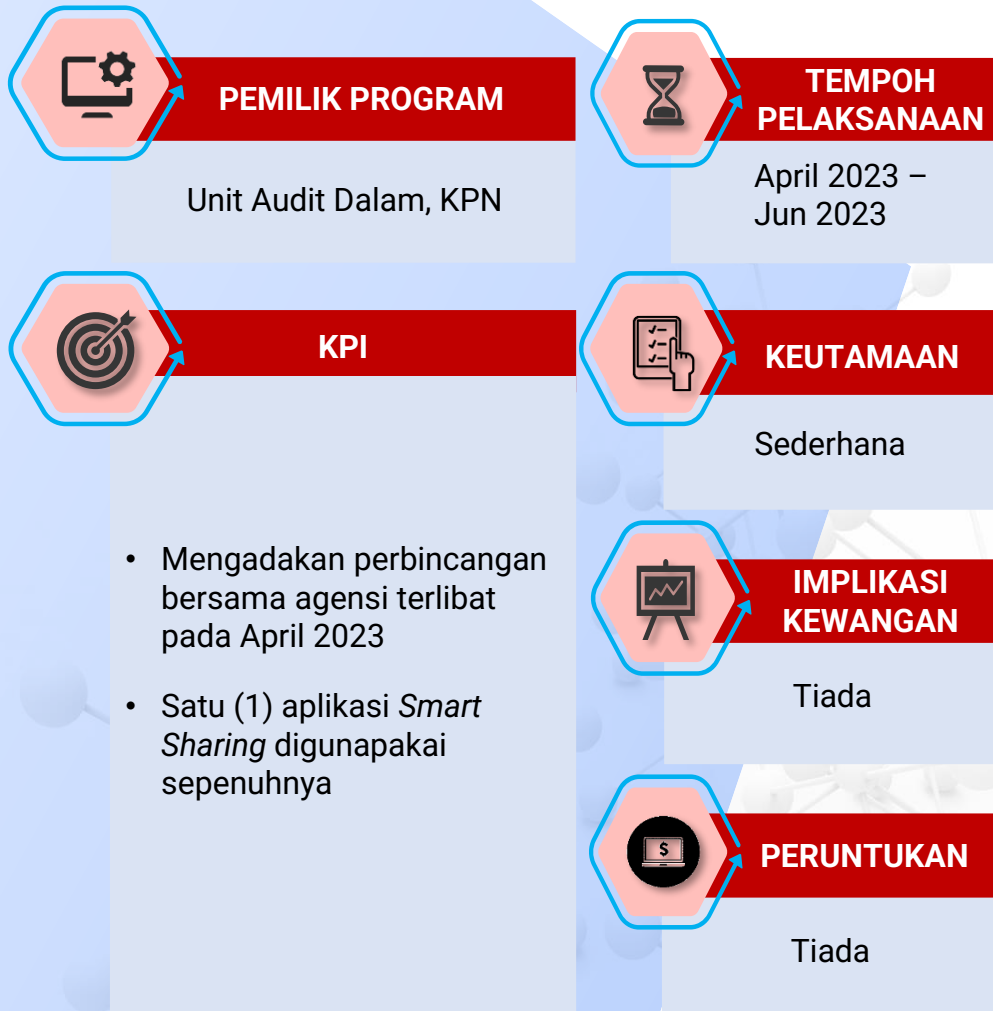 PEMILIK PROGRAM
Unit Audit Dalam, KPN
TEMPOH
PELAKSANAAN
April 2023 –
Jun 2023
KPI
• Mengadakan perbincangan
bersama agensi terlibat
pada April 2023
• Satu (1) aplikasi Smart
Sharing digunapakai
sepenuhnya
KEUTAMAAN
Sederhana
IMPLIKASI
KEWANGAN
Tiada
PERUNTUKAN
$
Tiada